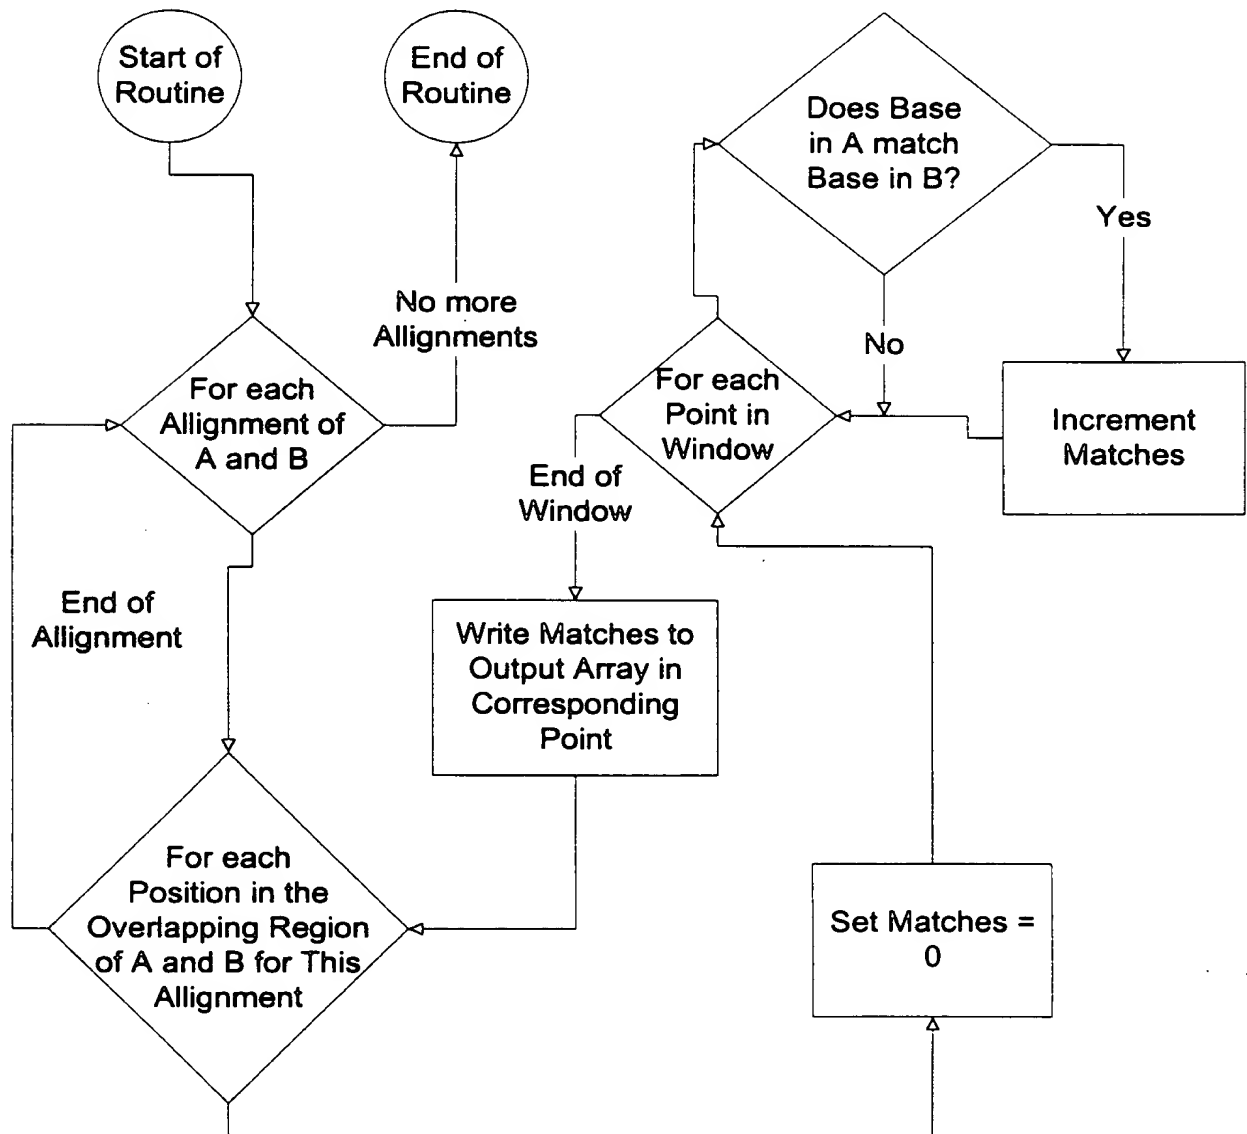 Start of
Routine
End of
Routine
Does Base
in A match
Base in B?
Yes
No more
Allignments
No
For each
Allignment of
A and B
For each
Point in
Window
Increment
Matches
End of
Window
End of
Allignment
Write Matches to
Output Array in
Corresponding
Point
For each
Position in the
Overlapping Region
of A and B for This
Allignment
Set Matches =
0